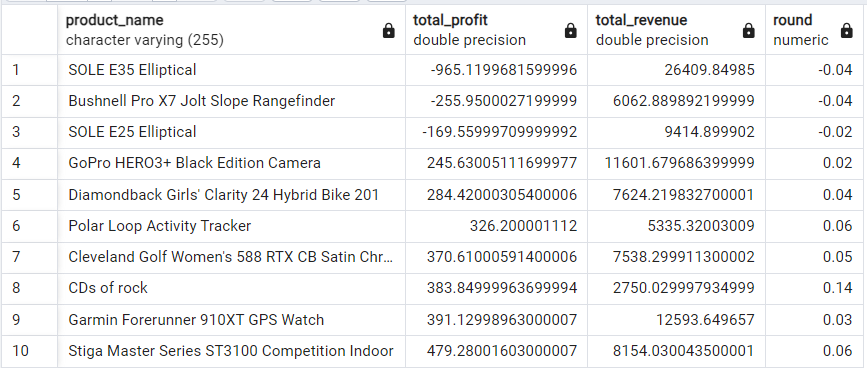 product_name total_profit total_revenue round
character varying (255) double precision double precision numeric
1 SOLE E35 Elliptical -965.1199681599996 26409.84985 -0.04
2 Bushnell Pro X7 Jolt Slope Rangefinder -255.9500027199999 6062.889892199999 -0.04
3 SOLE E25 Elliptical -169.55999709999992 9414.899902 -0.02
4 GoPro HERO3+ Black Edition Camera 245.63005111699977 11601.679686399999 0.02
5 Diamondback Girls' Clarity 24 Hybrid Bike 201 284.42000305400006 7624.219832700001 0.04
6 Polar Loop Activity Tracker 326.200001112 5335.32003009 0.06
7 Cleveland Golf Women's 588 RTX CB Satin Chr... 370.61000591400006 7538.299911300002 0.05
8 CDs of rock 383.84999963699994 2750.029997934999 0.14
9 Garmin Forerunner 910XT GPS Watch 391.12998963000007 12593.649657 0.03
10 Stiga Master Series ST3100 Competition Indoor 479.28001603000007 8154.030043500001 0.06